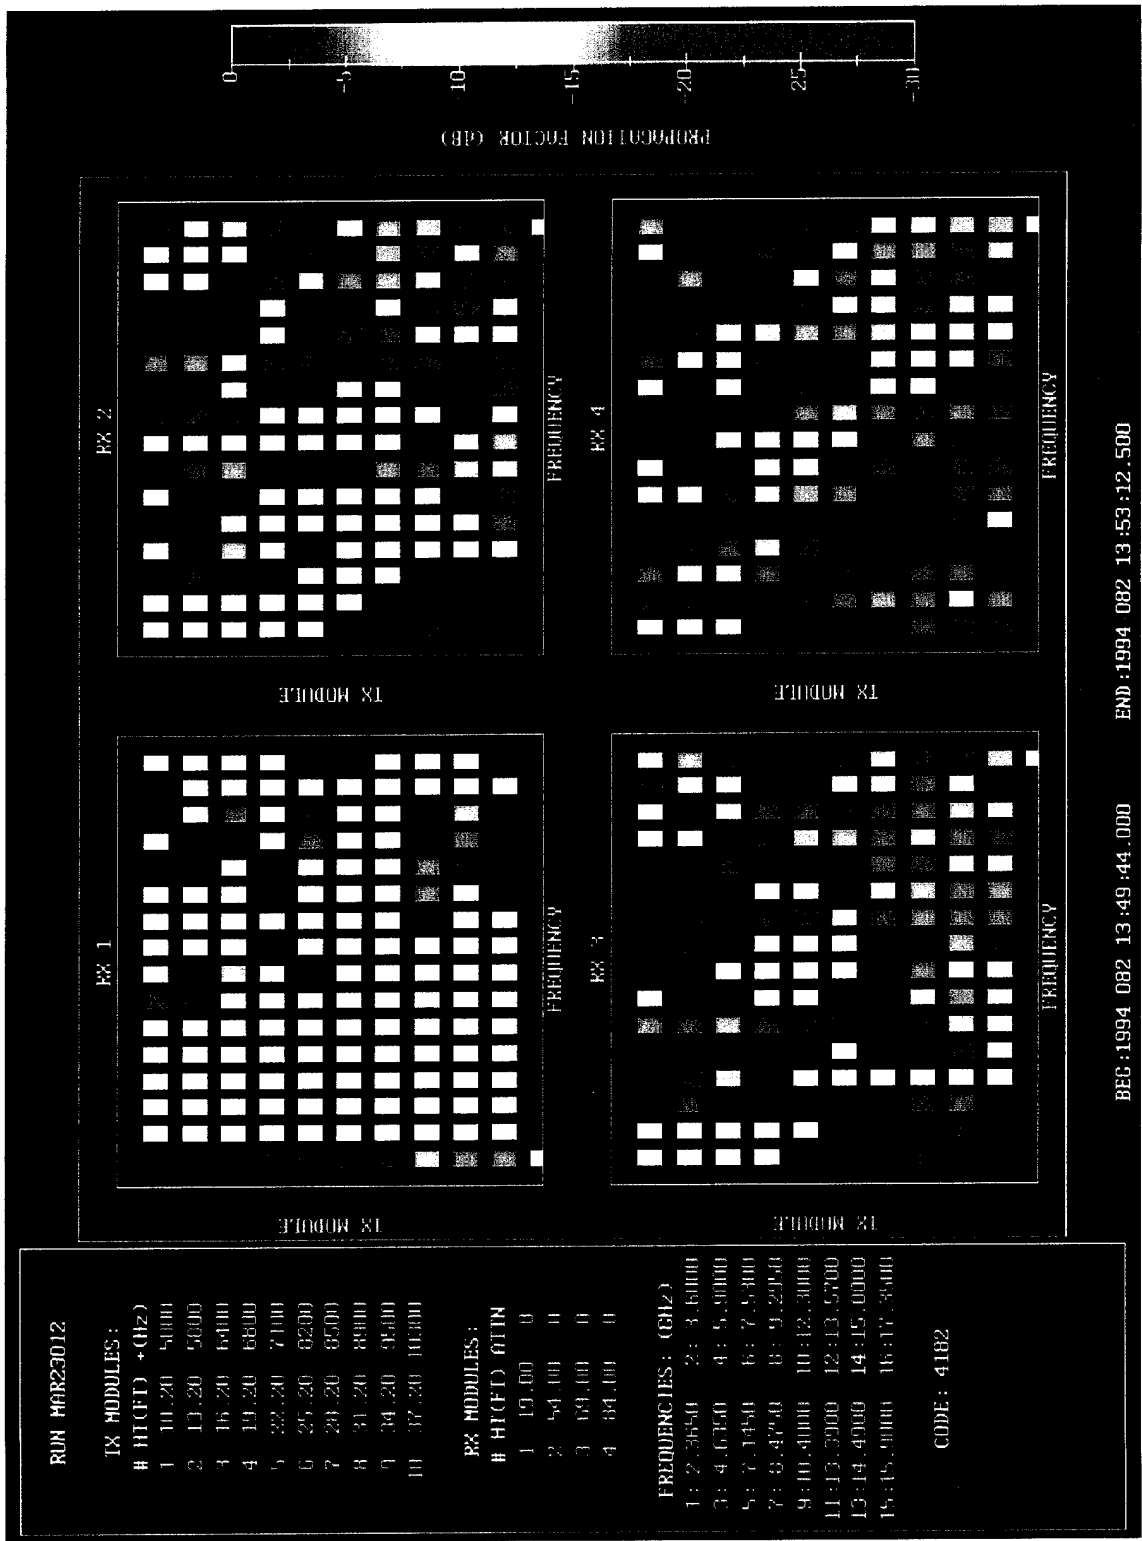 RUN MAR23012
TX MODULES:
# HT(FT) +(Hz)
1 10.20 5000
2 13.20 5600
3 16.20 6400
4 19.20 6800
5 22.20 7100
6 25.20 8200
7 28.20 8500
8 31.20 8900
9 34.20 9500
10 37.20 10300
RX MODULES:
# HT(FT) ATTN
1 19.00 0
2 54.00 0
3 69.00 0
4 84.00 0
FREQUENCIES: (GHz)
1: 2.3650 2: 3.6000
3: 4.6350 4: 5.9000
5: 7.1450 6: 7.5300
7: 8.4750 8: 9.2950
9:10.4000 10:12.3000
11:13.3900 12:13.5700
13:14.4900 14:15.0000
15:15.9000 16:17.3500
CODE: 4182
RX 1
TX MODULE
FREQUENCY
RX 2
TX MODULE
FREQUENCY
RX 3
TX MODULE
FREQUENCY
RX 4
TX MODULE
FREQUENCY
0
-5
-10
-15
-20
-25
-30
PROPAGATION FACTOR (dB)
BEG:1994 082 13:49:44.000 END:1994 082 13:53:12.500